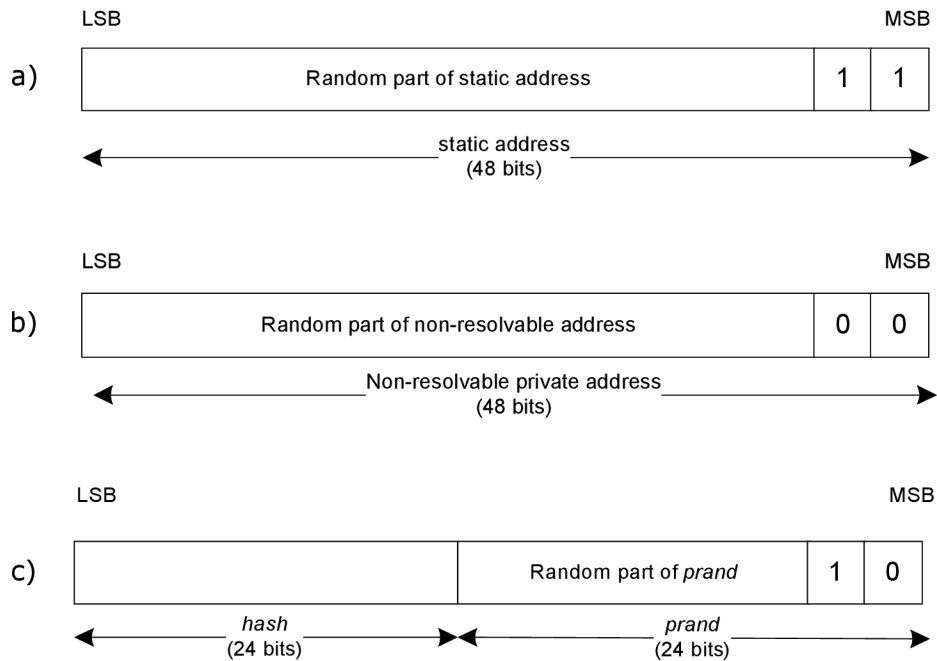 LSB MSB
a) Random part of static address 1 1
static address
(48 bits)
LSB MSB
b) Random part of non-resolvable address 0 0
Non-resolvable private address
(48 bits)
LSB MSB
c) Random part of prand 1 0
hash prand
(24 bits) (24 bits)